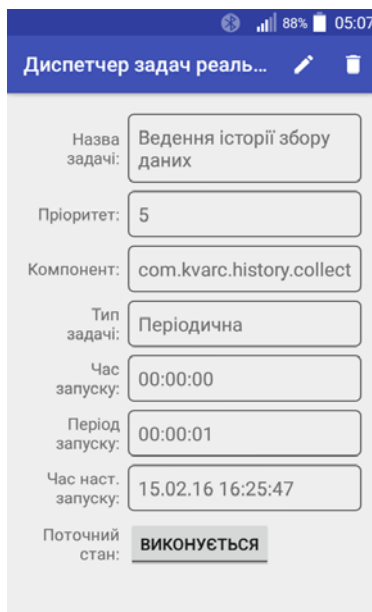 88% 05:07
Диспетчер задач реаль...
Назва
задачі:
Ведення історії збору
даних
Пріоритет:
5
Компонент:
com.kvarc.history.collect
Тип
задачі:
Періодична
Час
запуску:
00:00:00
Період
запуску:
00:00:01
Час наст.
запуску:
15.02.16 16:25:47
Поточний
стан:
ВИКОНУЄТЬСЯ